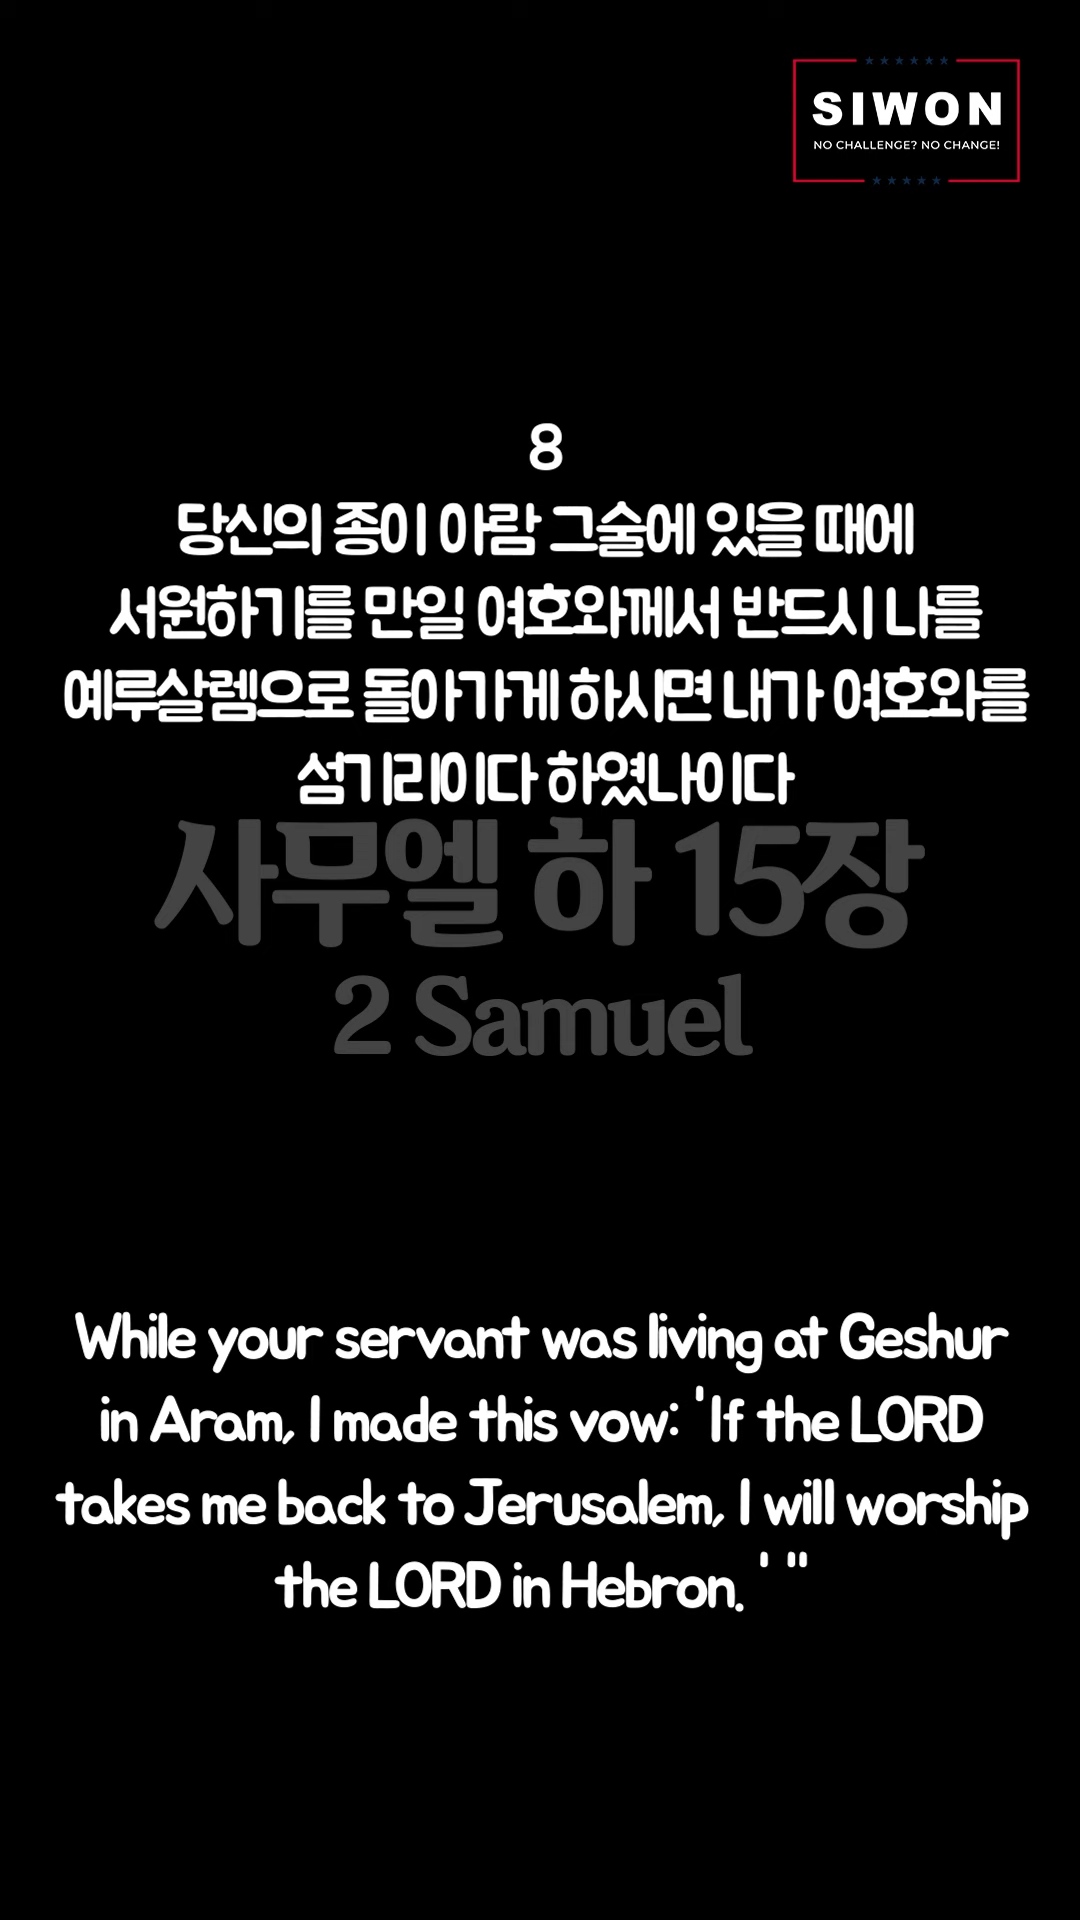 SIWON
NO CHALLENGE? NO CHANGE!
8
당신의 종이 아람 그술에 있을 때에
서원하기를 만일 여호와께서 반드시 나를
예루살렘으로 돌아가게 하시면 내가 여호와를
섬기리이다 하였나이다
사무엘 하 15장
2 Samuel
While your servant was living at Geshur
in Aram, I made this vow: 'If the LORD
takes me back to Jerusalem, I will worship
the LORD in Hebron. ' "